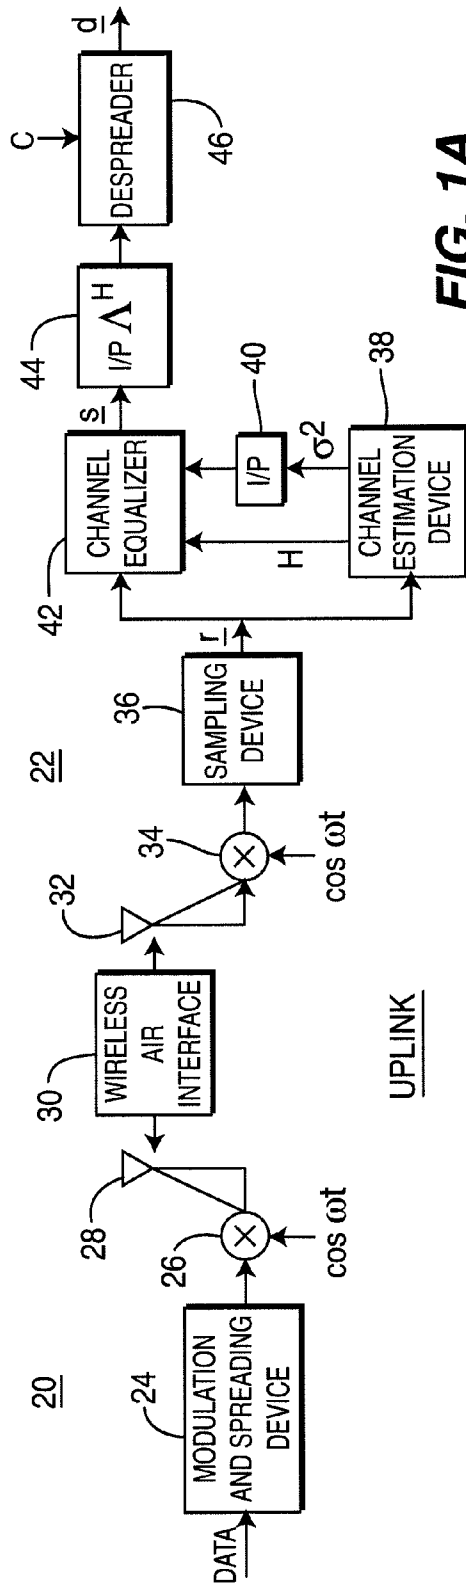 20
22
DATA
24
MODULATION
AND SPREADING
DEVICE
26
cos ωt
28
30
WIRELESS
AIR
INTERFACE
32
34
cos ωt
36
SAMPLING
DEVICE
r
42
CHANNEL
EQUALIZER
H
38
CHANNEL
ESTIMATION
DEVICE
σ²
40
I/P
s
44
I/P Λ^H
C
DESPREADER
46
d
UPLINK
FIG. 1A